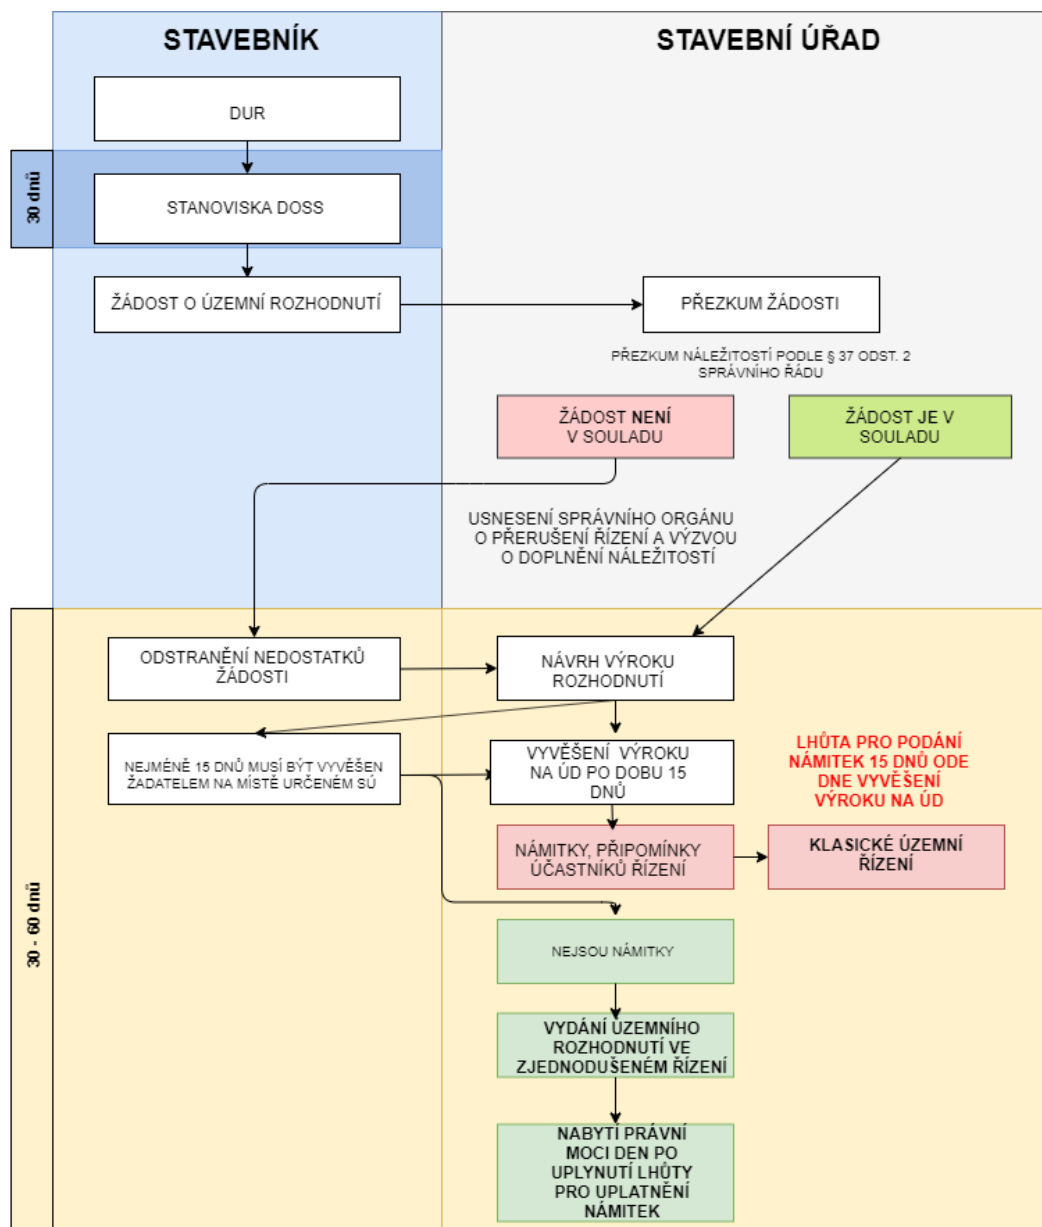 STAVEBNÍK
STAVEBNÍ ÚŘAD
DUR
30 dnů
STANOVISKA DOSS
ŽÁDOST O ÚZEMNÍ ROZHODNUTÍ
PŘEZKUM ŽÁDOSTI
PŘEZKUM NÁLEŽITOSTÍ PODLE § 37 ODST. 2
SPRÁVNÍHO ŘÁDU
ŽÁDOST NENÍ
V SOULADU
ŽÁDOST JE V
SOULADU
USNESENÍ SPRÁVNÍHO ORGÁNU
O PŘERUŠENÍ ŘÍZENÍ A VÝZVOU
O DOPLNĚNÍ NÁLEŽITOSTÍ
30 - 60 dnů
ODSTRANĚNÍ NEDOSTATKŮ
ŽÁDOSTI
NÁVRH VÝROKU
ROZHODNUTÍ
NEJMÉNĚ 15 DNŮ MUSÍ BÝT VYVĚŠEN
ŽADATELEM NA MÍSTĚ URČENÉM SÚ
VYVĚŠENÍ VÝROKU
NA ÚD PO DOBU 15
DNŮ
LHŮTA PRO PODÁNÍ
NÁMITEK 15 DNŮ ODE
DNE VYVĚŠENÍ
VÝROKU NA ÚD
NÁMITKY, PŘIPOMÍNKY
ÚČASTNÍKŮ ŘÍZENÍ
KLASICKÉ ÚZEMNÍ
ŘÍZENÍ
NEJSOU NÁMITKY
VYDÁNÍ UZEMNÍHO
ROZHODNUTÍ VE
ZJEDNODUŠENÉM ŘÍZENÍ
NABYTÍ PRÁVNÍ
MOCI DEN PO
UPLYNUTÍ LHŮTY
PRO UPLATNĚNÍ
NÁMITEK